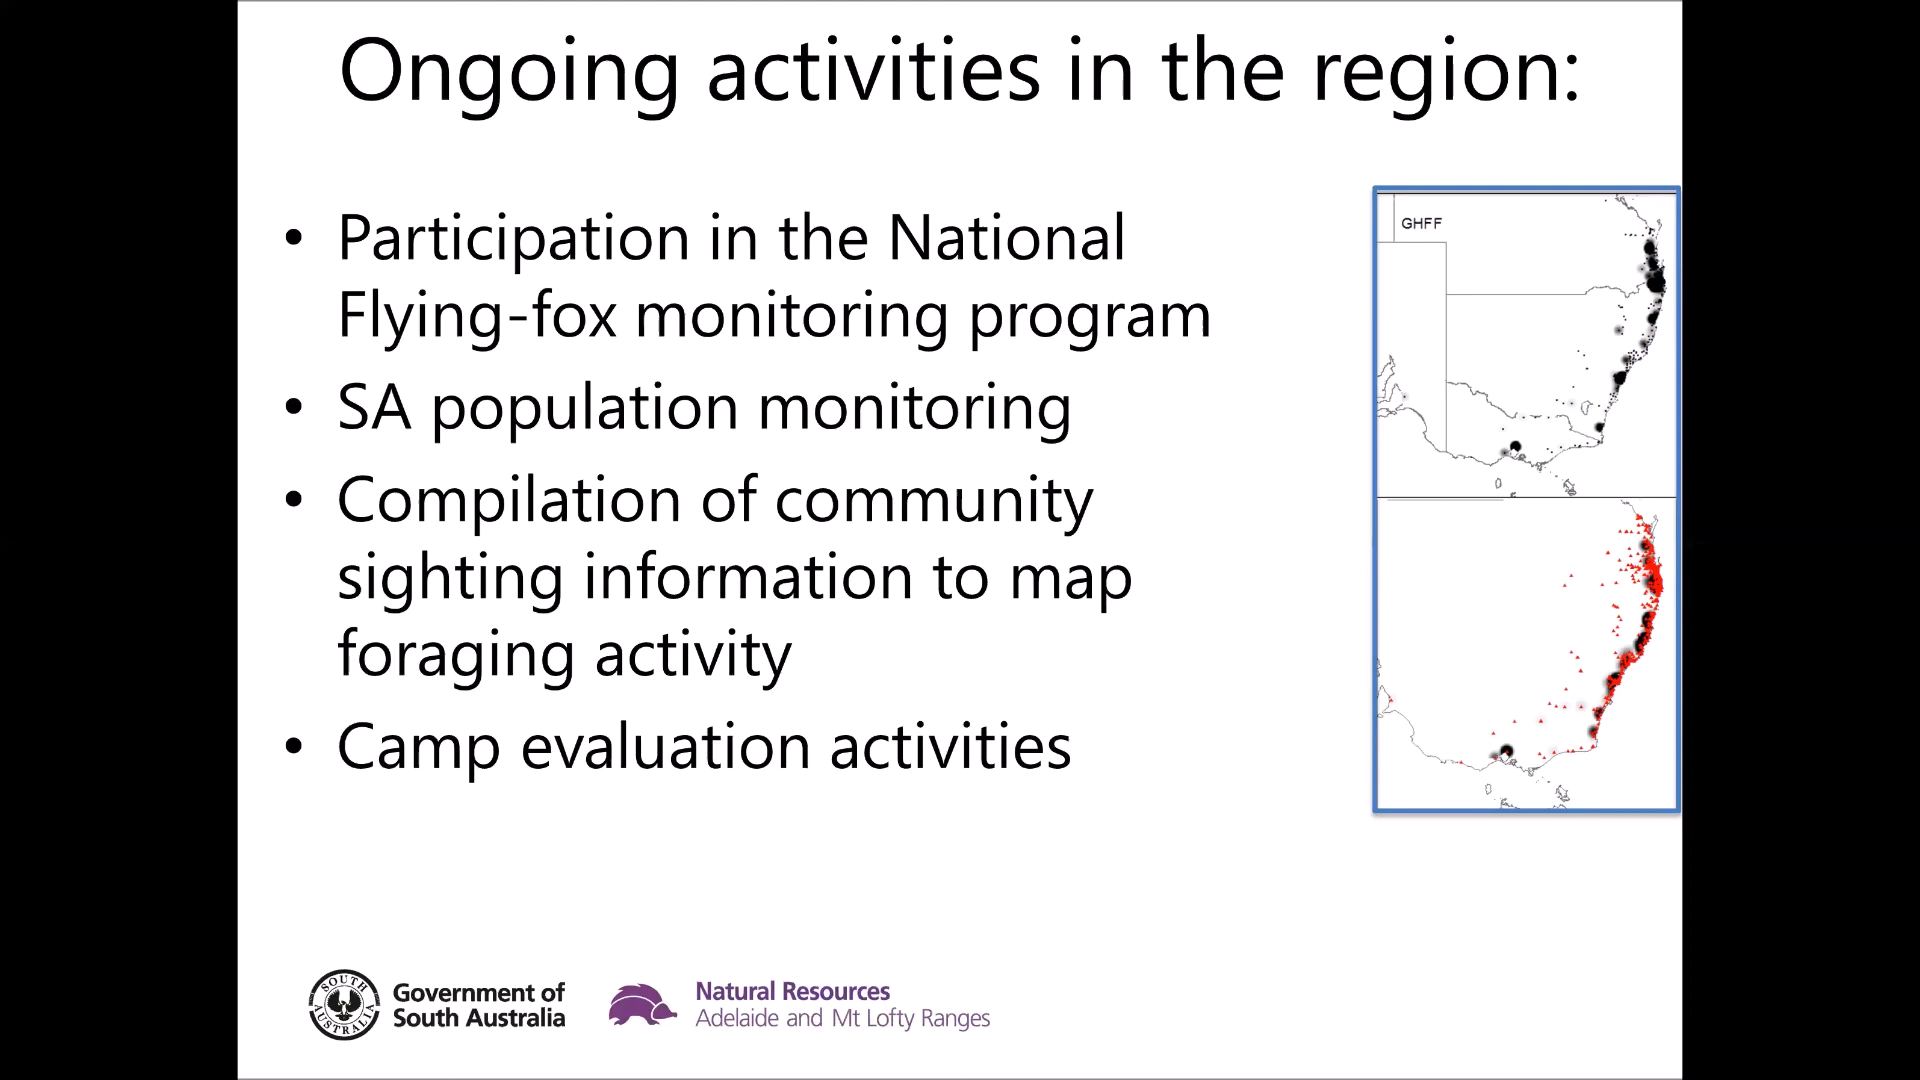 Ongoing activities in the region:
• Participation in the National
Flying-fox monitoring program
• SA population monitoring
• Compilation of community
sighting information to map
foraging activity
• Camp evaluation activities
GHFF
SOUTH AUSTRALIA
Government of
South Australia
Natural Resources
Adelaide and Mt Lofty Ranges